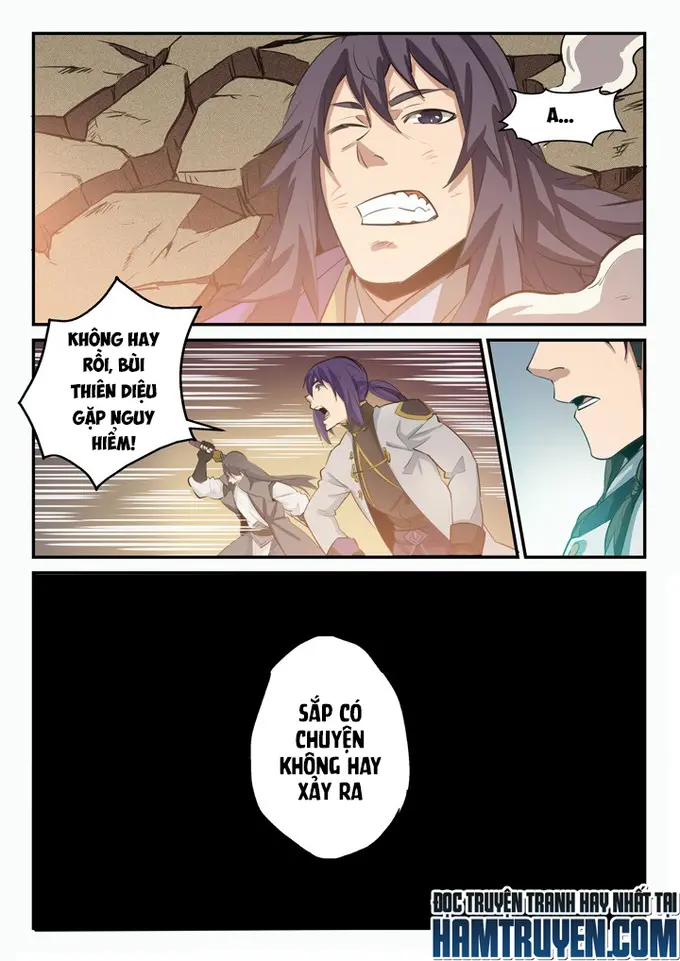 A...
KHÔNG HAY
RỒI, BÙI
THIÊN DIỆU
GẶP NGUY
HIỂM!
SẮP CÓ
CHUYỆN
KHÔNG HAY
XẢY RA
ĐỌC TRUYỆN TRANH HAY NHẤT TẠI
HAMTRUYEN.COM